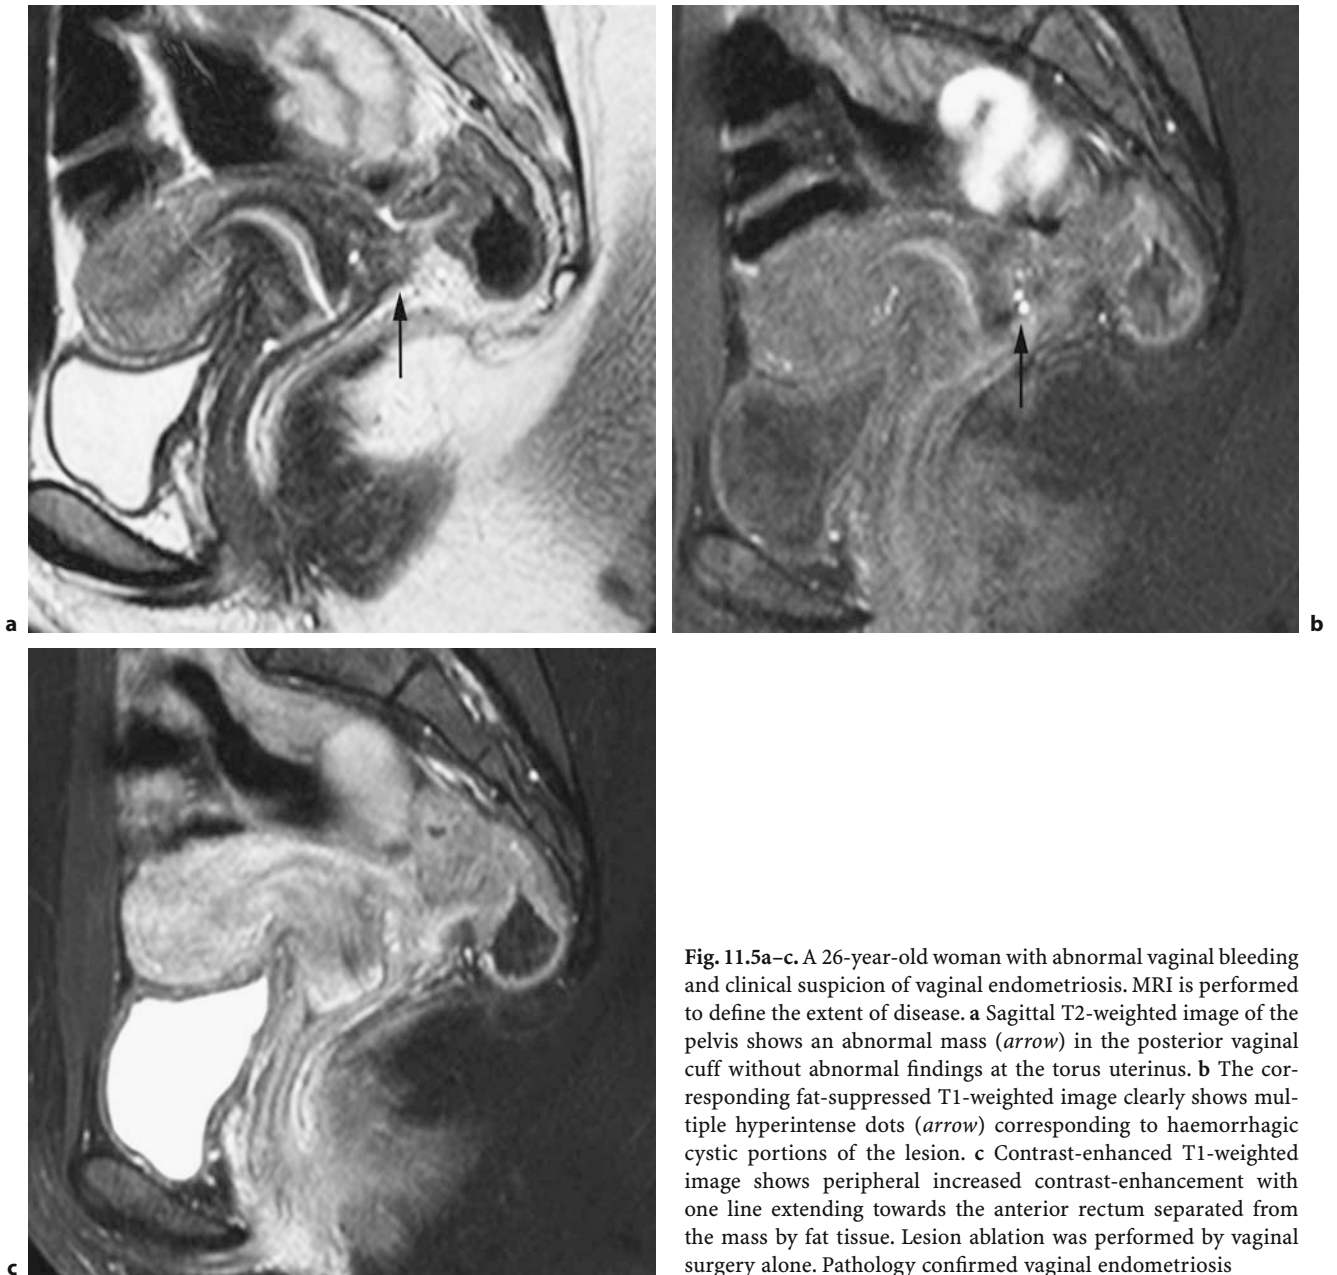 a
b
c
Fig. 11.5a–c. A 26-year-old woman with abnormal vaginal bleeding
and clinical suspicion of vaginal endometriosis. MRI is performed
to define the extent of disease. a Sagittal T2-weighted image of the
pelvis shows an abnormal mass (arrow) in the posterior vaginal
cuff without abnormal findings at the torus uterinus. b The cor-
responding fat-suppressed T1-weighted image clearly shows mul-
tiple hyperintense dots (arrow) corresponding to haemorrhagic
cystic portions of the lesion. c Contrast-enhanced T1-weighted
image shows peripheral increased contrast-enhancement with
one line extending towards the anterior rectum separated from
the mass by fat tissue. Lesion ablation was performed by vaginal
surgery alone. Pathology confirmed vaginal endometriosis